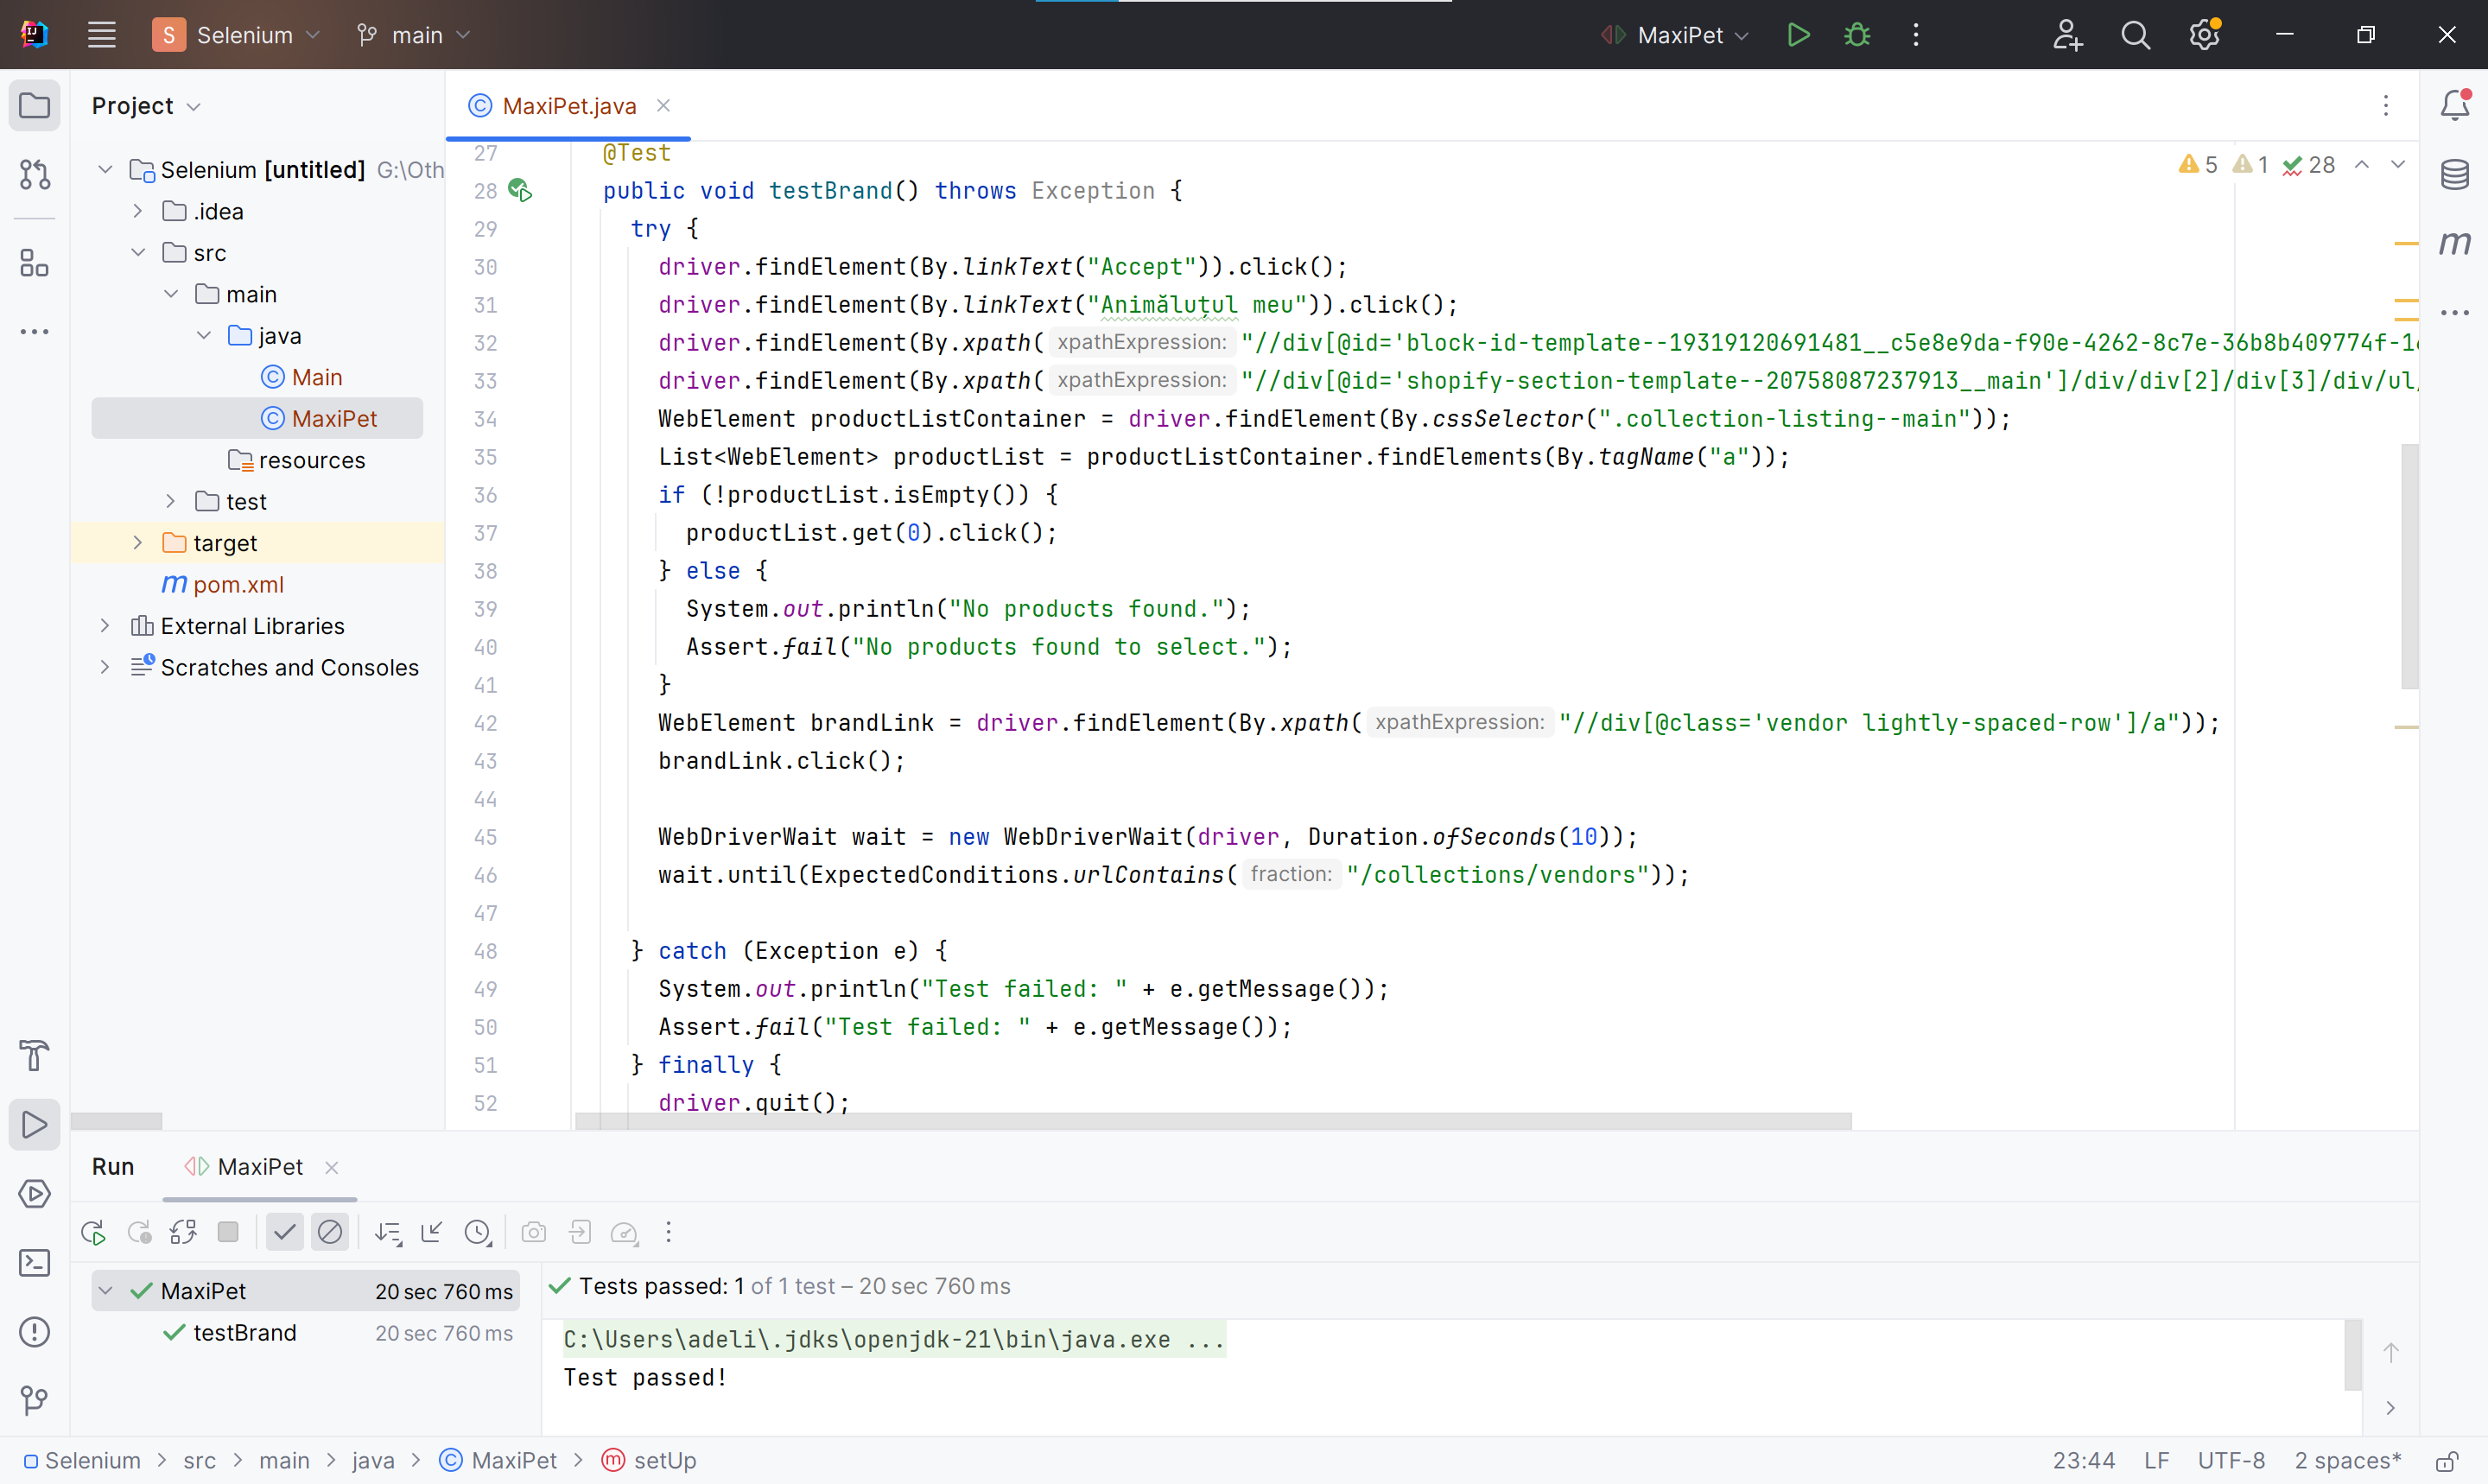 S Selenium main MaxiPet
Project
MaxiPet.java
Selenium [untitled] G:\Oth
.idea
src
main
java
Main
MaxiPet
resources
test
target
pom.xml
External Libraries
Scratches and Consoles
5 1 28
27 @Test
28 public void testBrand() throws Exception {
29 try {
30 driver.findElement(By.linkText("Accept")).click();
31 driver.findElement(By.linkText("Animăluțul meu")).click();
32 driver.findElement(By.xpath( xpathExpression: "//div[@id='block-id-template--19319120691481__c5e8e9da-f90e-4262-8c7e-36b8b409774f-1
33 driver.findElement(By.xpath( xpathExpression: "//div[@id='shopify-section-template--20758087237913__main']/div/div[2]/div[3]/div/ul/
34 WebElement productListContainer = driver.findElement(By.cssSelector(".collection-listing--main"));
35 List<WebElement> productList = productListContainer.findElements(By.tagName("a"));
36 if (!productList.isEmpty()) {
37 productList.get(0).click();
38 } else {
39 System.out.println("No products found.");
40 Assert.fail("No products found to select.");
41 }
42 WebElement brandLink = driver.findElement(By.xpath( xpathExpression: "//div[@class='vendor lightly-spaced-row']/a"));
43 brandLink.click();
44
45 WebDriverWait wait = new WebDriverWait(driver, Duration.ofSeconds(10));
46 wait.until(ExpectedConditions.urlContains( fraction: "/collections/vendors"));
47
48 } catch (Exception e) {
49 System.out.println("Test failed: " + e.getMessage());
50 Assert.fail("Test failed: " + e.getMessage());
51 } finally {
52 driver.quit();
Run MaxiPet
MaxiPet 20 sec 760 ms
testBrand 20 sec 760 ms
Tests passed: 1 of 1 test – 20 sec 760 ms
C:\Users\adeli\.jdks\openjdk-21\bin\java.exe ...
Test passed!
Selenium > src > main > java > MaxiPet > setUp
23:44 LF UTF-8 2 spaces*